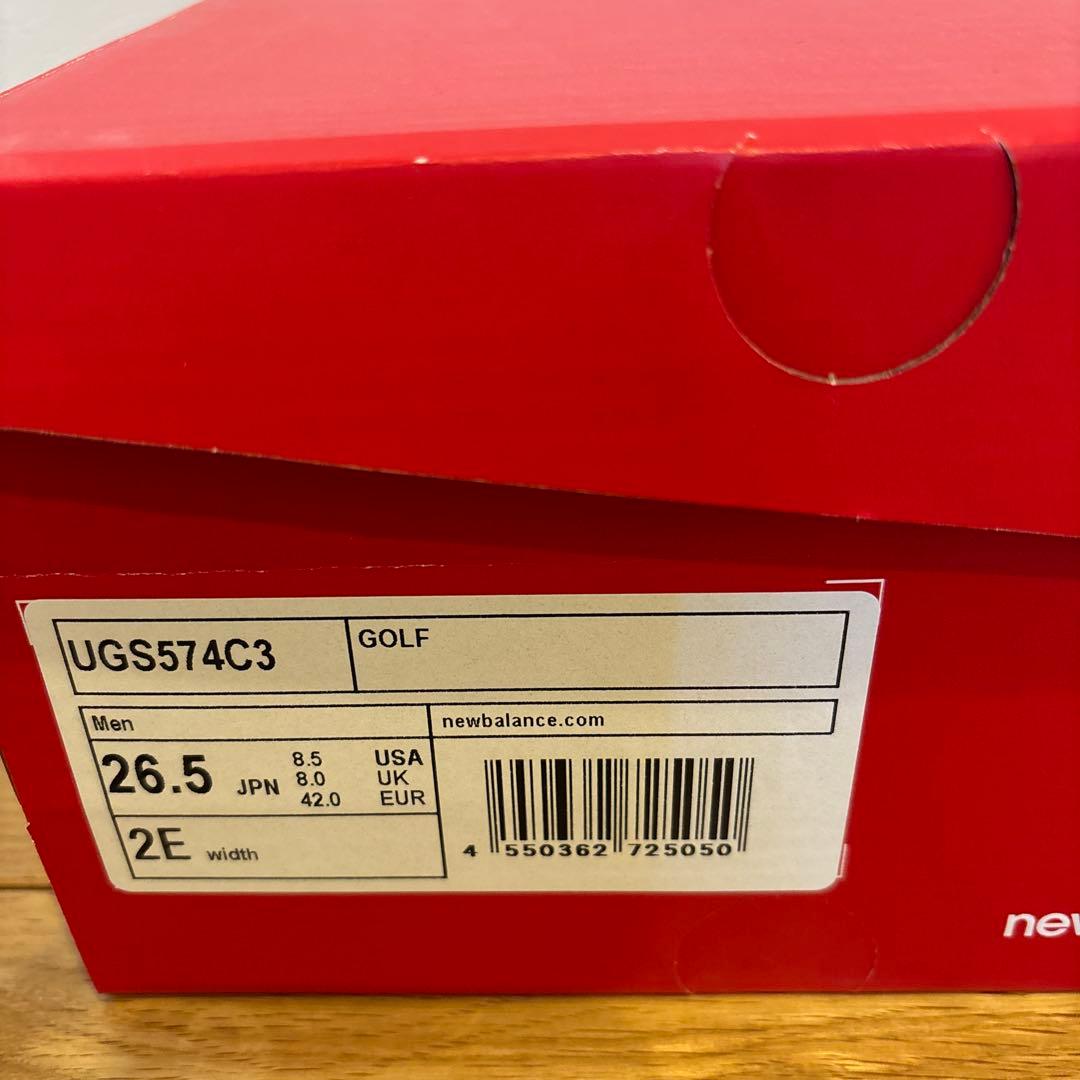 UGS574C3
GOLF
Men
newbalance.com
26.5 JPN
8.5 USA
8.0 UK
42.0 EUR
2E width
4 550362 725050